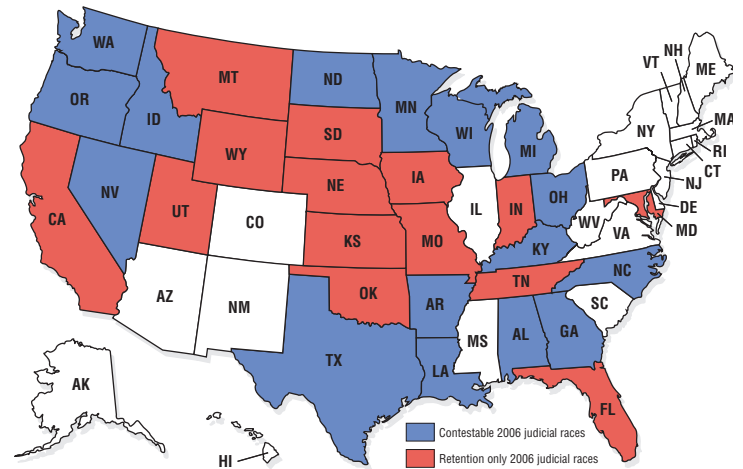 NH
VT
ME
WA
MT
ND
MN
OR
ID
WI
MI
NY
MA
SD
WY
RI
CT
IA
PA
NJ
NE
NV
UT
CO
IL
IN
OH
DE
WV
VA
MD
CA
KS
MO
KY
NC
TN
AZ
NM
OK
AR
SC
MS
AL
GA
TX
LA
AK
FL
HI
Contestable 2006 judicial races
Retention only 2006 judicial races